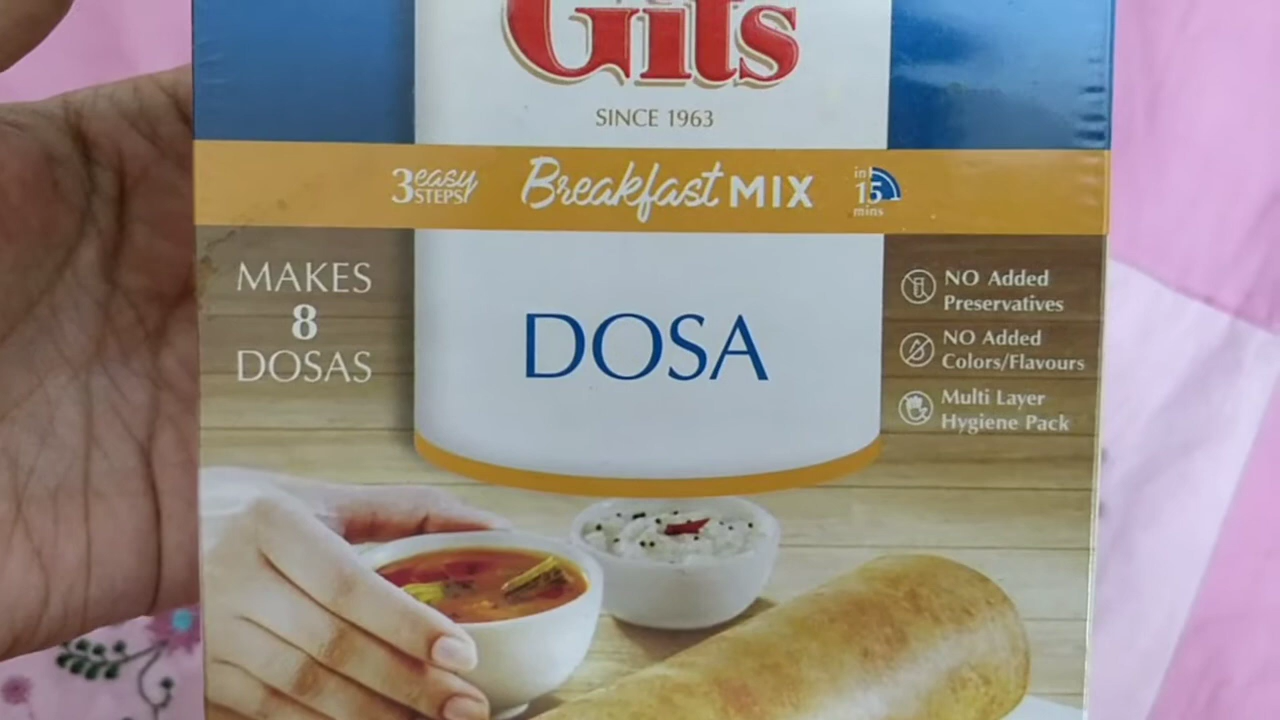 Gits
SINCE 1963
3 easy STEPS
Breakfast MIX
in 15 mins
MAKES
8
DOSAS
DOSA
NO Added
Preservatives
NO Added
Colors/Flavours
Multi Layer
Hygiene Pack